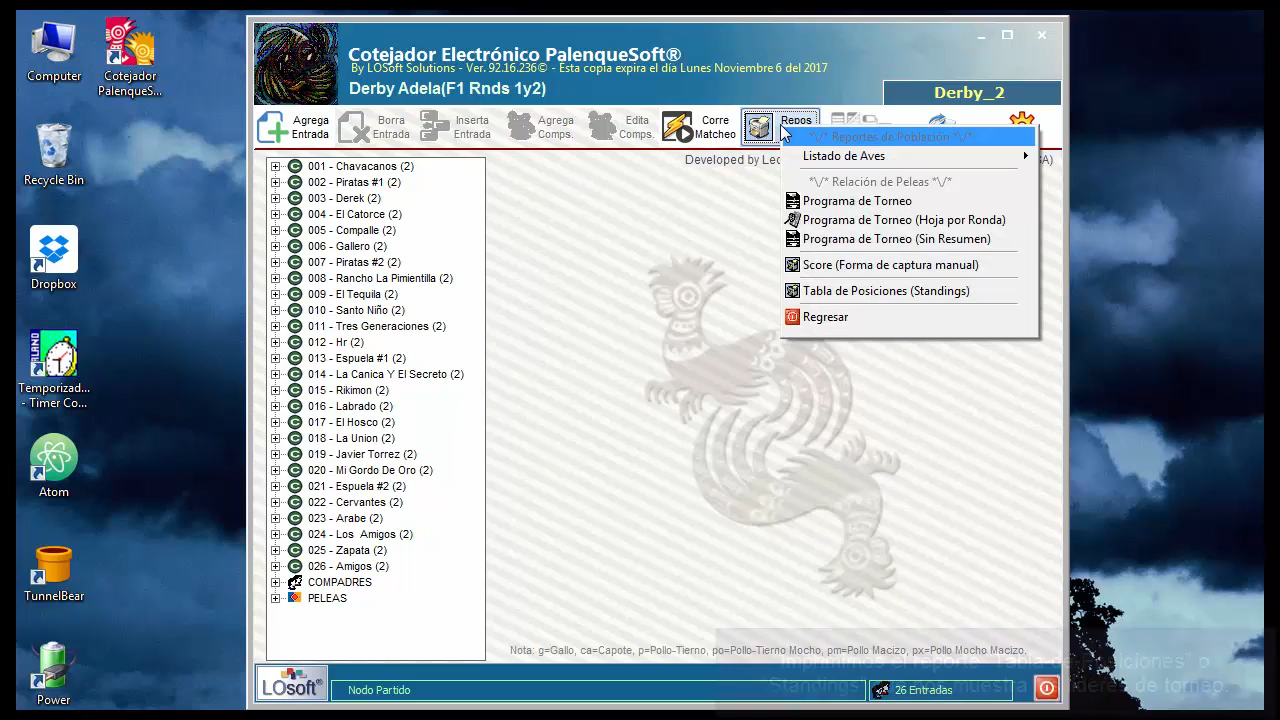 Computer
Cotejador
PalenqueS...
Recycle Bin
Dropbox
Temporizad...
- Timer Co...
Atom
TunnelBear
Power
Cotejador Electrónico PalenqueSoft®
By LOSoft Solutions - Ver. 92.16.236© - Esta copia expira el día Lunes Noviembre 6 del 2017
Derby Adela(F1 Rnds 1y2)
Derby_2
Agrega
Entrada
Borra
Entrada
Inserta
Entrada
Agrega
Comps.
Edita
Comps.
Corre
Matcheo
Repos
*\/* Reportes de Población *\/*
Listado de Aves
*\/* Relación de Peleas *\/*
Programa de Torneo
Programa de Torneo (Hoja por Ronda)
Programa de Torneo (Sin Resumen)
Score (Forma de captura manual)
Tabla de Posiciones (Standings)
Regresar
Developed by Leo
001 - Chavacanos (2)
002 - Piratas #1 (2)
003 - Derek (2)
004 - El Catorce (2)
005 - Compalle (2)
006 - Gallero (2)
007 - Piratas #2 (2)
008 - Rancho La Pimientilla (2)
009 - El Tequila (2)
010 - Santo Niño (2)
011 - Tres Generaciones (2)
012 - Hr (2)
013 - Espuela #1 (2)
014 - La Canica Y El Secreto (2)
015 - Rikimon (2)
016 - Labrado (2)
017 - El Hosco (2)
018 - La Union (2)
019 - Javier Torrez (2)
020 - Mi Gordo De Oro (2)
021 - Espuela #2 (2)
022 - Cervantes (2)
023 - Arabe (2)
024 - Los Amigos (2)
025 - Zapata (2)
026 - Amigos (2)
COMPADRES
PELEAS
Nota: g=Gallo, ca=Capote, p=Pollo-Tierno, po=Pollo-Tierno Mocho, pm=Pollo Macizo, px=Pollo Mocho Macizo.
Imprimimos el reporte "Tabla de Posiciones" o
"Standings" de torneo.
LOsoft®
Nodo Partido
26 Entradas